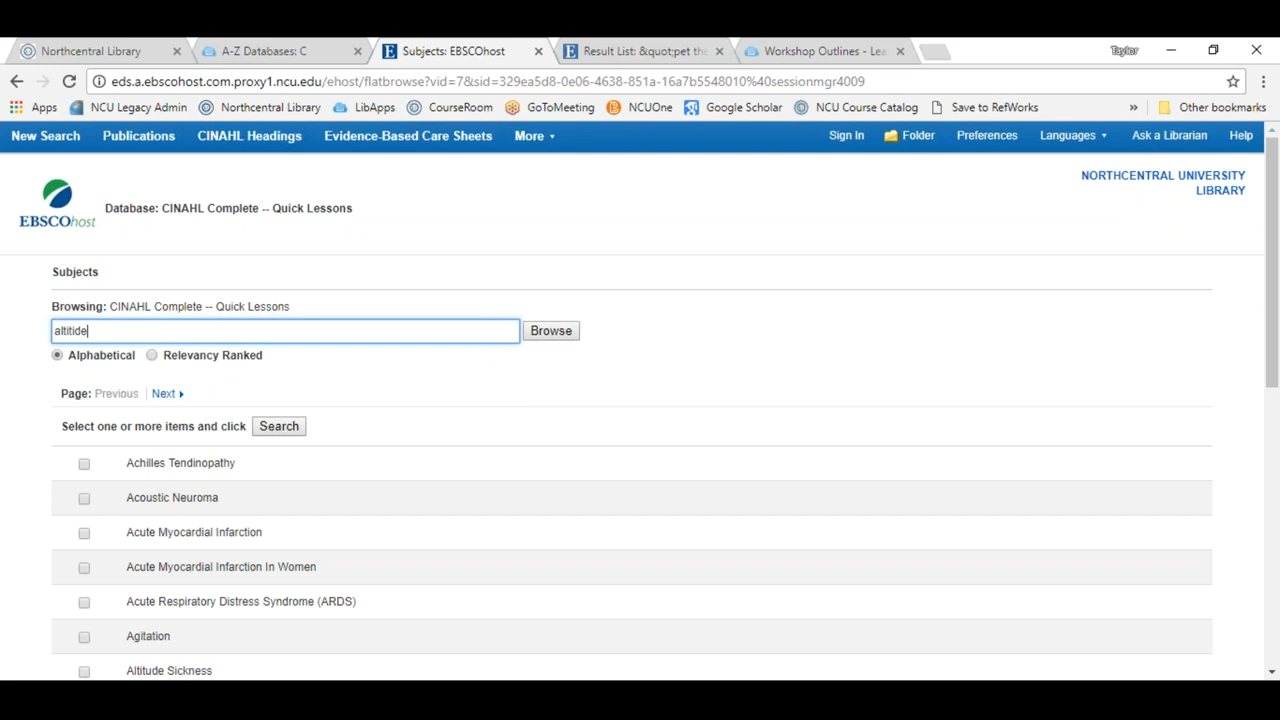 Northcentral Library
A-Z Databases: C
Subjects: EBSCOhost
Result List: &quot;pet the
Workshop Outlines - Lea
Taylor
eds.a.ebscohost.com.proxy1.ncu.edu/ehost/flatbrowse?vid=7&sid=329ea5d8-0e06-4638-851a-16a7b5548010%40sessionmgr4009
Apps NCU Legacy Admin Northcentral Library LibApps CourseRoom GoToMeeting NCUOne Google Scholar NCU Course Catalog Save to RefWorks » Other bookmarks
New Search Publications CINAHL Headings Evidence-Based Care Sheets More Sign In Folder Preferences Languages Ask a Librarian Help
NORTHCENTRAL UNIVERSITY
LIBRARY
EBSCOhost
Database: CINAHL Complete -- Quick Lessons
Subjects
Browsing: CINAHL Complete -- Quick Lessons
altitide
Browse
Alphabetical Relevancy Ranked
Page: Previous Next
Select one or more items and click Search
Achilles Tendinopathy
Acoustic Neuroma
Acute Myocardial Infarction
Acute Myocardial Infarction In Women
Acute Respiratory Distress Syndrome (ARDS)
Agitation
Altitude Sickness